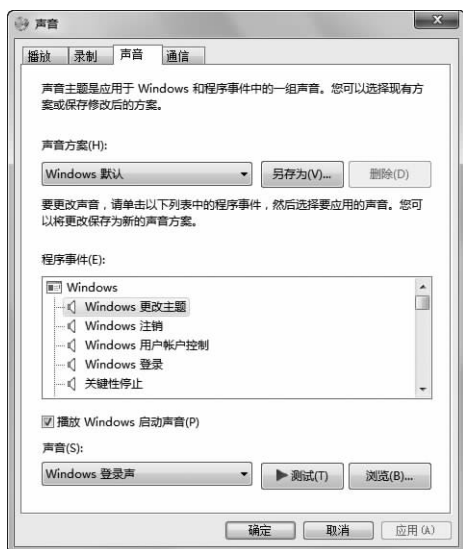 声音
播放 录制 声音 通信
声音主题是应用于 Windows 和程序事件中的一组声音。您可以选择现有方
案或保存修改后的方案。
声音方案(H):
Windows 默认 另存为(V)... 删除(D)
要更改声音，请单击以下列表中的程序事件，然后选择要应用的声音。您可
以将更改保存为新的声音方案。
程序事件(E):
Windows
Windows 更改主题
Windows 注销
Windows 用户帐户控制
Windows 登录
关键性停止
播放 Windows 启动声音(P)
声音(S):
Windows 登录声 测试(T) 浏览(B)...
确定 取消 应用(A)